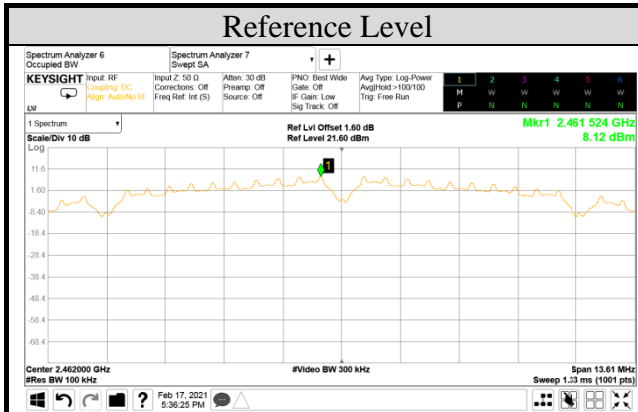 Reference Level
Spectrum Analyzer 6
Occupied BW
Spectrum Analyzer 7
Swept SA
+
KEYSIGHT
Input: RF
Coupling: DC
Align: Auto/No RF
Input Z: 50 Ω
Corrections: Off
Freq Ref: Int (S)
Atten: 30 dB
Preamp: Off
Source: Off
PNO: Best Wide
Gate: Off
IF Gain: Low
Sig Track: Off
Avg Type: Log-Power
Avg|Hold:>100/100
Trig: Free Run
1 2 3 4 5 6
M W W W W W
P N N N N N
LXI
1 Spectrum
Scale/Div 10 dB
Ref Lvl Offset 1.60 dB
Ref Level 21.60 dBm
Mkr1 2.461 524 GHz
8.12 dBm
Log
1
11.6
1.60
-8.40
-18.4
-28.4
-38.4
-48.4
-58.4
-68.4
Center 2.462000 GHz
#Video BW 300 kHz
Span 13.61 MHz
#Res BW 100 kHz
Sweep 1.33 ms (1001 pts)
?
Feb 17, 2021
5:36:25 PM